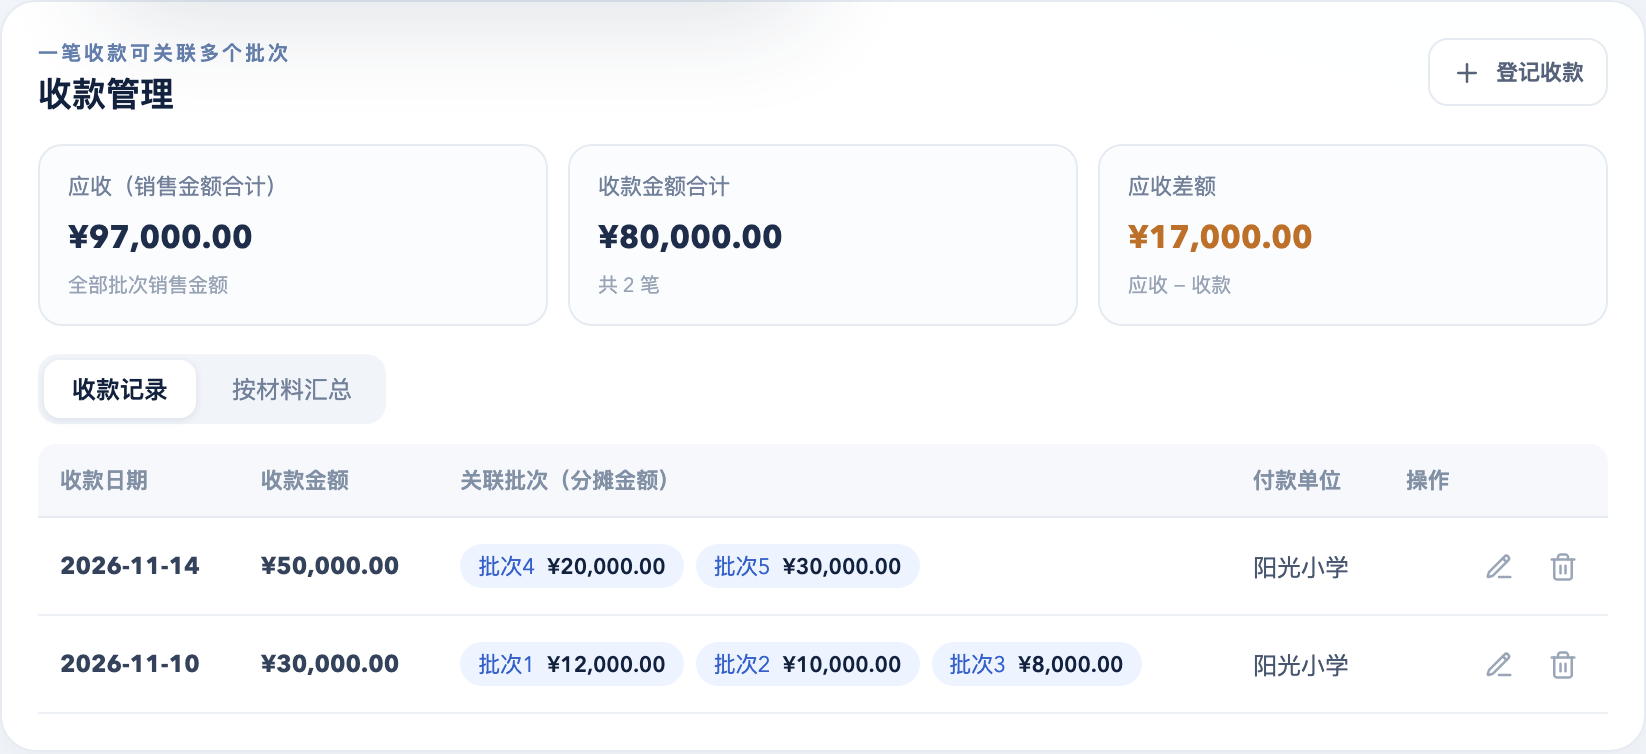 一笔收款可关联多个批次
收款管理
登记收款
应收（销售金额合计）
¥97,000.00
全部批次销售金额
收款金额合计
¥80,000.00
共 2 笔
应收差额
¥17,000.00
应收 − 收款
收款记录 按材料汇总
收款日期 收款金额 关联批次（分摊金额） 付款单位 操作
2026-11-14 ¥50,000.00 批次4 ¥20,000.00 批次5 ¥30,000.00 阳光小学
2026-11-10 ¥30,000.00 批次1 ¥12,000.00 批次2 ¥10,000.00 批次3 ¥8,000.00 阳光小学